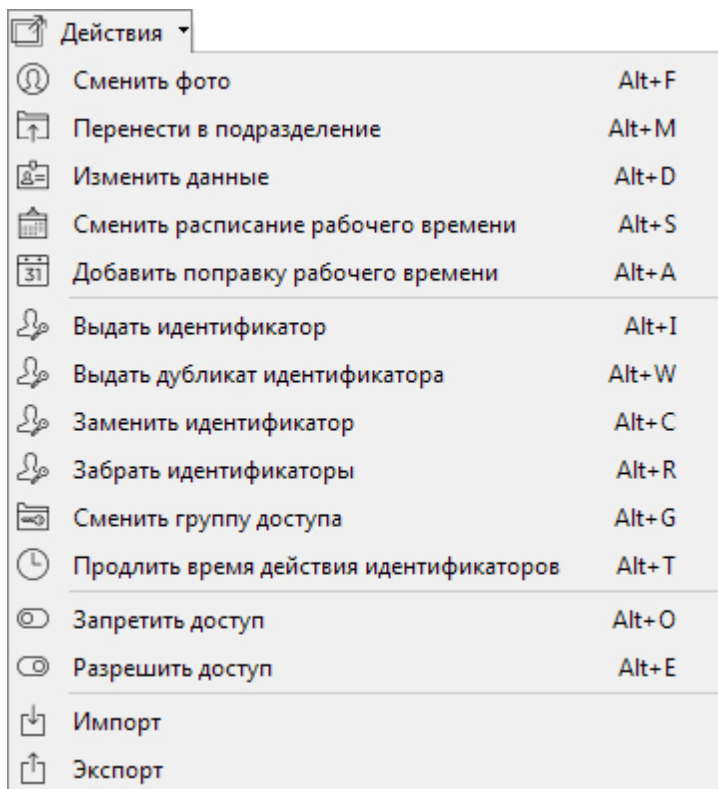 Действия
Сменить фото Alt+F
Перенести в подразделение Alt+M
Изменить данные Alt+D
Сменить расписание рабочего времени Alt+S
31 Добавить поправку рабочего времени Alt+A
Выдать идентификатор Alt+I
Выдать дубликат идентификатора Alt+W
Заменить идентификатор Alt+C
Забрать идентификаторы Alt+R
Сменить группу доступа Alt+G
Продлить время действия идентификаторов Alt+T
Запретить доступ Alt+O
Разрешить доступ Alt+E
Импорт
Экспорт